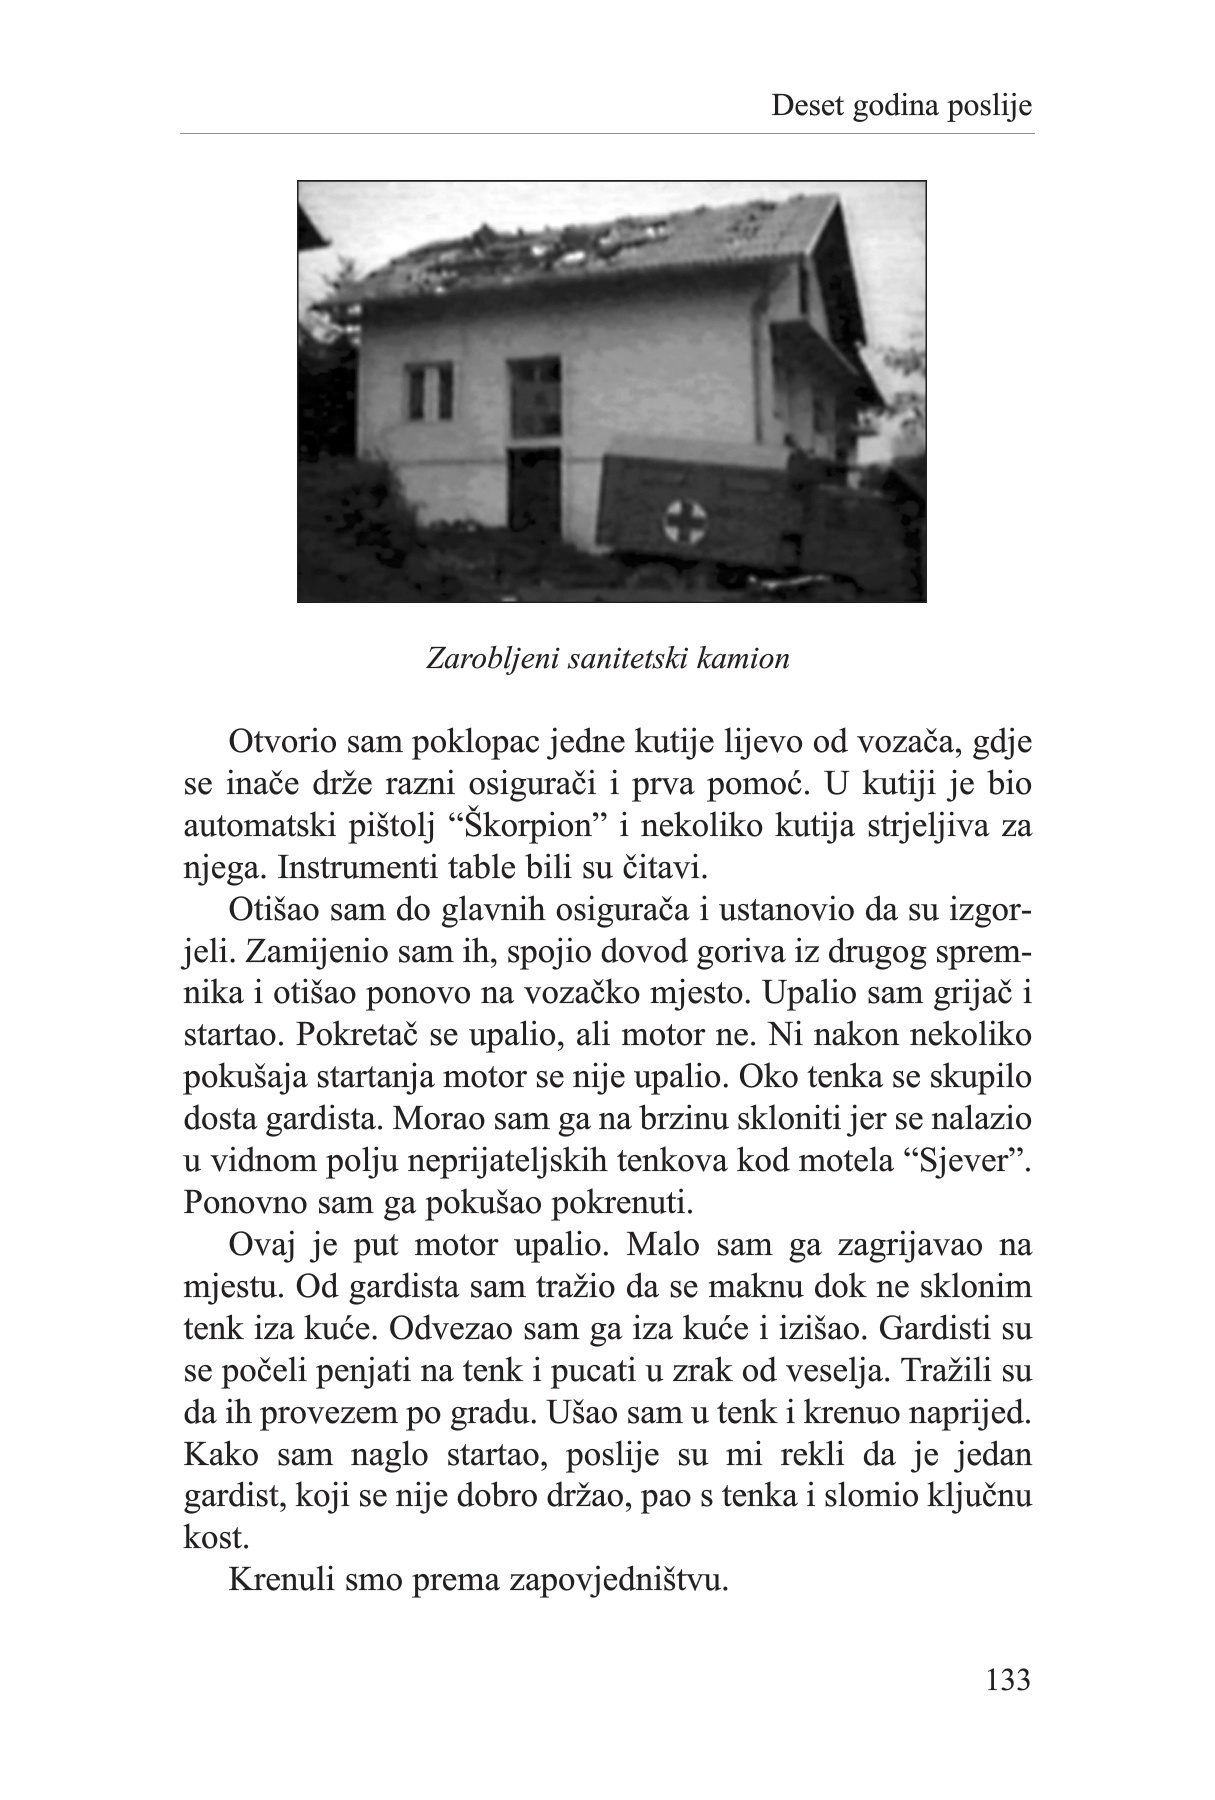 Deset godina poslije
Zarobljeni sanitetski kamion
Otvorio sam poklopac jedne kutije lijevo od vozača, gdje
se inače drže razni osigurači i prva pomoć. U kutiji je bio
automatski pištolj “Škorpion” i nekoliko kutija strjeljiva za
njega. Instrumenti table bili su čitavi.
Otišao sam do glavnih osigurača i ustanovio da su izgor-
jeli. Zamijenio sam ih, spojio dovod goriva iz drugog sprem-
nika i otišao ponovo na vozačko mjesto. Upalio sam grijač i
startao. Pokretač se upalio, ali motor ne. Ni nakon nekoliko
pokušaja startanja motor se nije upalio. Oko tenka se skupilo
dosta gardista. Morao sam ga na brzinu skloniti jer se nalazio
u vidnom polju neprijateljskih tenkova kod motela “Sjever”.
Ponovno sam ga pokušao pokrenuti.
Ovaj je put motor upalio. Malo sam ga zagrijavao na
mjestu. Od gardista sam tražio da se maknu dok ne sklonim
tenk iza kuće. Odvezao sam ga iza kuće i izišao. Gardisti su
se počeli penjati na tenk i pucati u zrak od veselja. Tražili su
da ih provezem po gradu. Ušao sam u tenk i krenuo naprijed.
Kako sam naglo startao, poslije su mi rekli da je jedan
gardist, koji se nije dobro držao, pao s tenka i slomio ključnu
kost.
Krenuli smo prema zapovjedništvu.
133